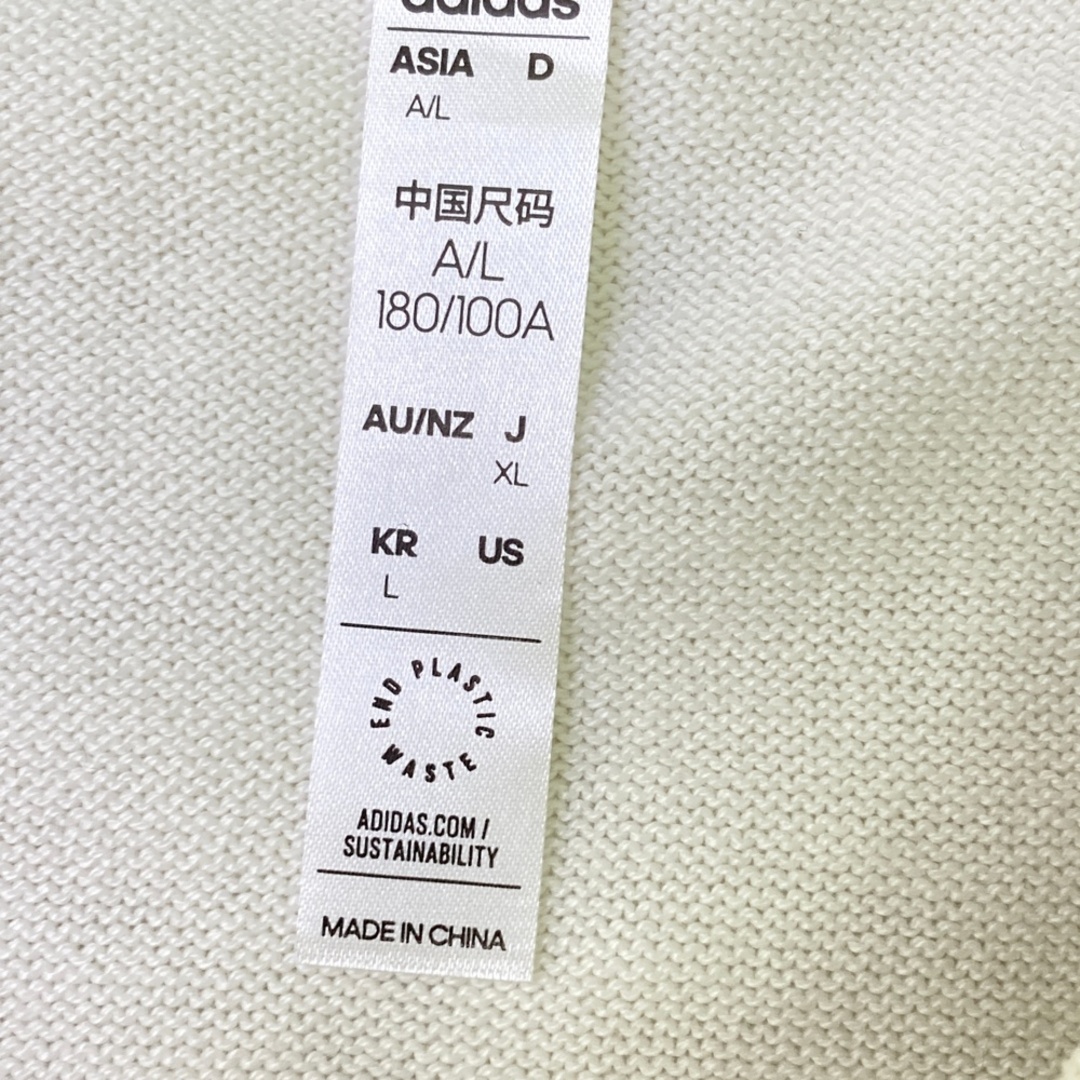 adidas
ASIA D
A/L
中国尺码
A/L
180/100A
AU/NZ J
XL
KR US
L
END PLASTIC WASTE
ADIDAS.COM /
SUSTAINABILITY
MADE IN CHINA